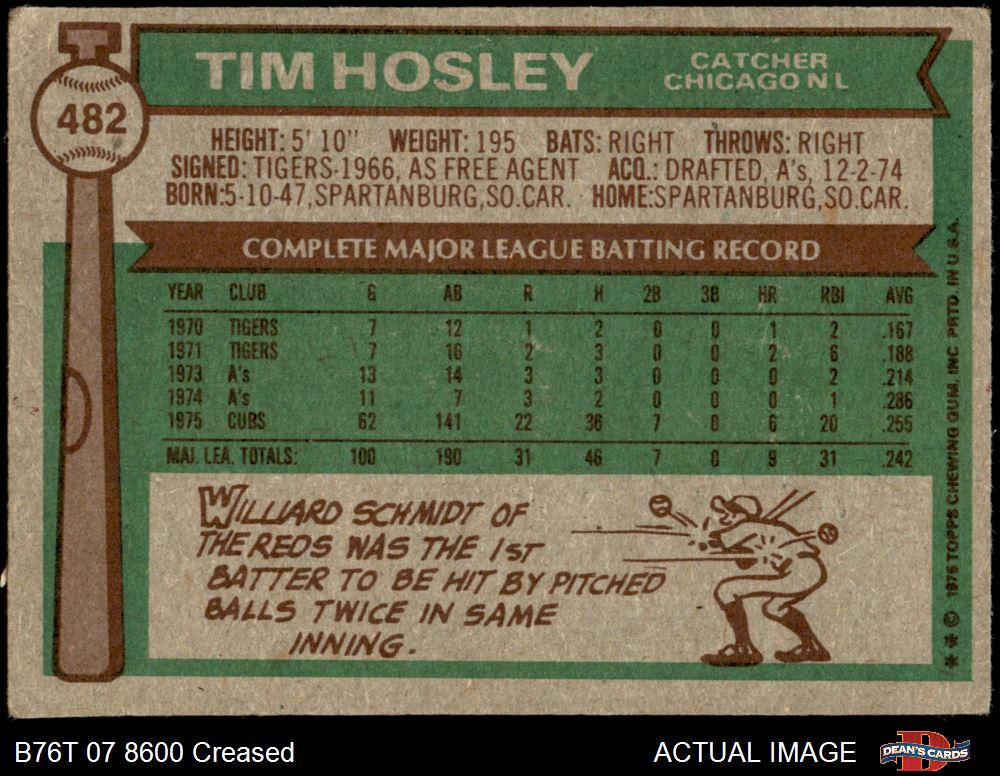 482
TIM HOSLEY
CATCHER
CHICAGO N L
HEIGHT: 5' 10" WEIGHT: 195 BATS: RIGHT THROWS: RIGHT
SIGNED: TIGERS-1966, AS FREE AGENT ACQ.: DRAFTED, A's, 12-2-74
BORN:5-10-47,SPARTANBURG,SO.CAR. HOME:SPARTANBURG,SO.CAR.
COMPLETE MAJOR LEAGUE BATTING RECORD
YEAR CLUB G AB R H 2B 3B HR RBI AVG
1970 TIGERS 7 12 1 2 0 0 1 2 .167
1971 TIGERS 7 16 2 3 0 0 2 6 .188
1973 A's 13 14 3 3 0 0 0 2 .214
1974 A's 11 7 3 2 0 0 0 1 .286
1975 CUBS 62 141 22 36 7 0 6 20 .255
MAJ. LEA. TOTALS: 100 190 31 46 7 0 9 31 .242
WILLIARD SCHMIDT OF
THE REDS WAS THE 1ST
BATTER TO BE HIT BY PITCHED
BALLS TWICE IN SAME
INNING.
* * © 1976 TOPPS CHEWING GUM, INC. PRTD. IN U.S.A.
B76T 07 8600 Creased
ACTUAL IMAGE
D
DEAN'S CARDS